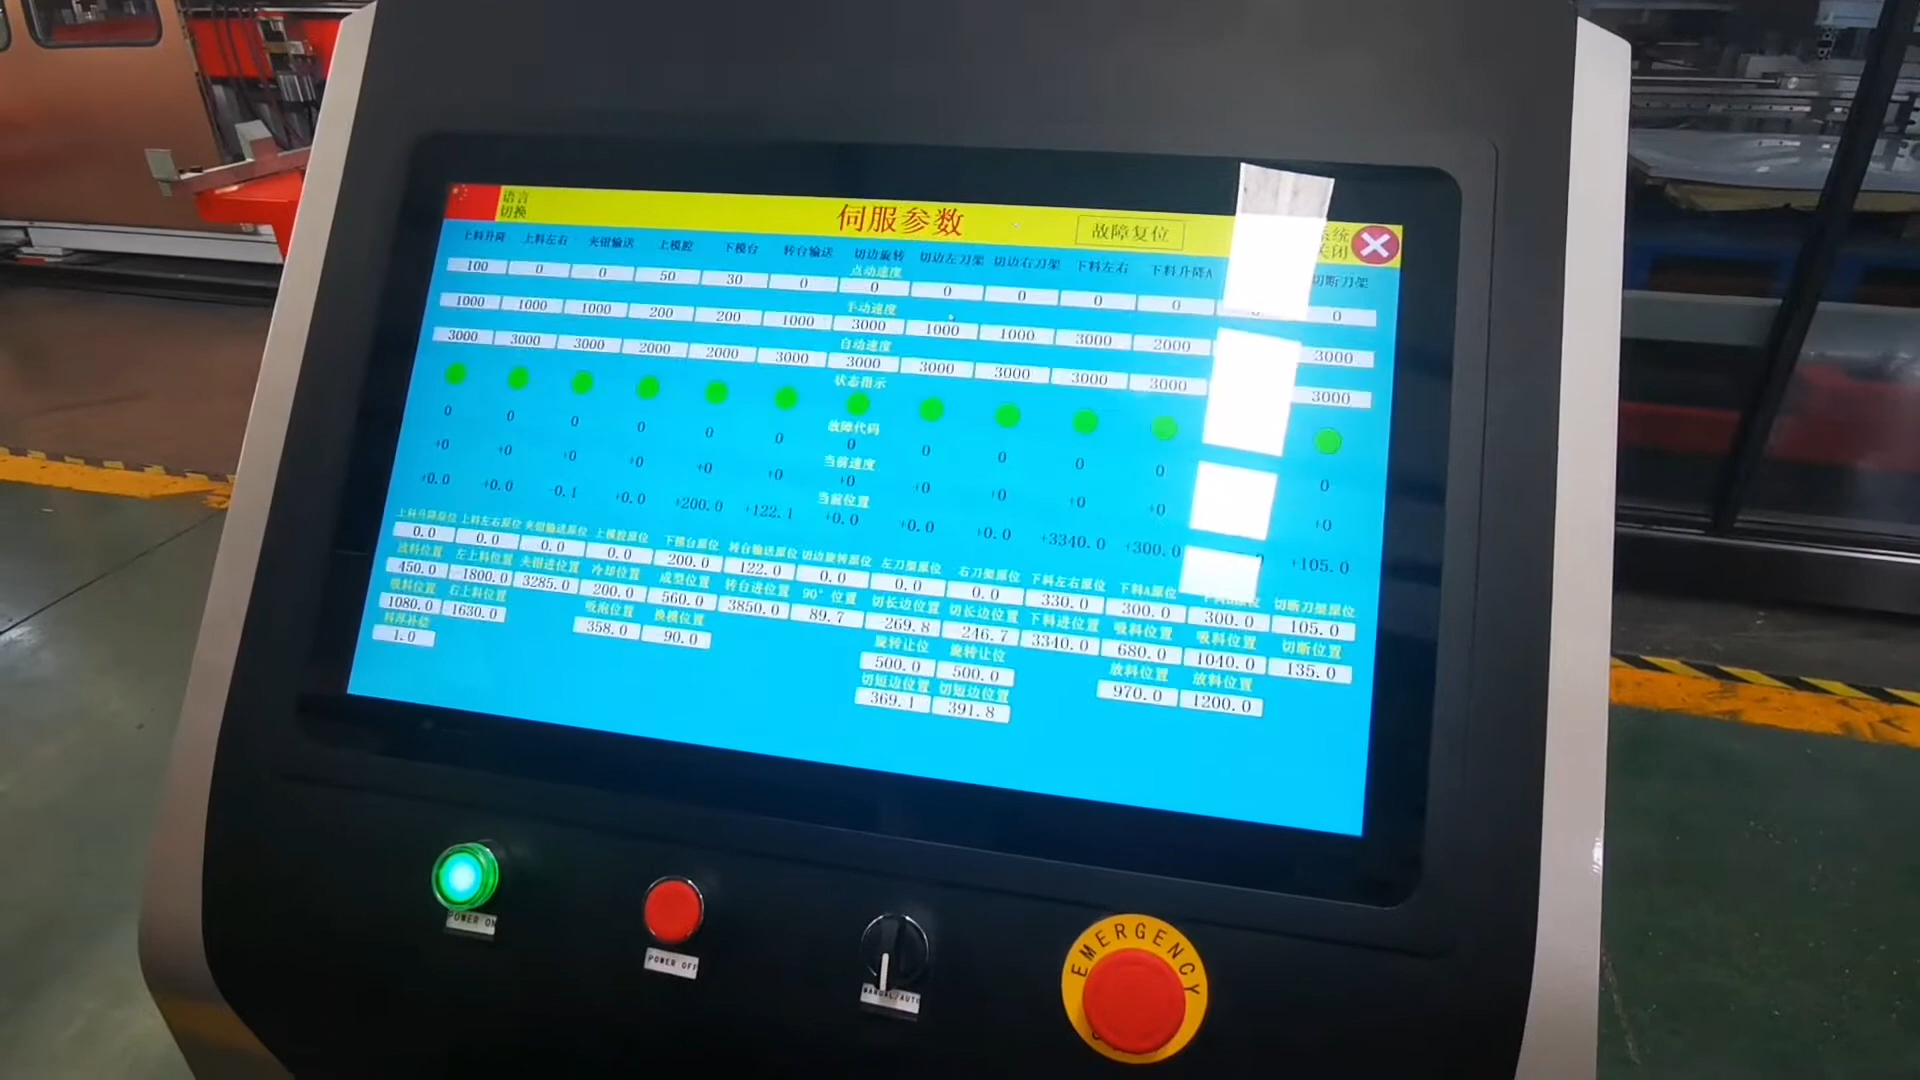 语言
切换
伺服参数
故障复位
系统
关闭
上料升降 上料左右 夹钳输送 上模腔 下模台 转台输送 切边旋转 切边左刀架 切边右刀架 下料左右 下料升降A 切断刀架
点动速度
100 0 0 50 30 0 0 0 0 0 0 0
手动速度
1000 1000 1000 200 200 1000 3000 1000 1000 3000 2000 3000
自动速度
3000 3000 3000 2000 2000 3000 3000 3000 3000 3000 3000 3000
状态指示
故障代码
0 0 0 0 0 0 0 0 0 0 0 0
当前速度
+0 +0 +0 +0 +0 +0 +0 +0 +0 +0 +0 +0
当前位置
+0.0 +0.0 -0.1 +0.0 +200.0 +122.1 +0.0 +0.0 +0.0 +3340.0 +300.0 +105.0
上料升降原位 上料左右原位 夹钳输送原位 上模腔原位 下模台原位 转台输送原位 切边旋转原位 左刀架原位 右刀架原位 下料左右原位 下料A原位 切断刀架原位
0.0 0.0 0.0 0.0 200.0 122.0 0.0 0.0 0.0 330.0 300.0 300.0 105.0
放料位置 左上料位置 夹钳进位置 冷却位置 成型位置 转台进位置 90°位置 切长边位置 切长边位置 下料进位置 吸料位置 吸料位置 切断位置
450.0 -1800.0 3285.0 200.0 560.0 3850.0 89.7 -269.8 -246.7 3340.0 680.0 1040.0 135.0
吸料位置 右上料位置 吸泡位置 换模位置 旋转让位 旋转让位 放料位置 放料位置
1080.0 1630.0 358.0 90.0 500.0 500.0 970.0 1200.0
料厚补偿 切短边位置 切短边位置
1.0 369.1 391.8
POWER ON
POWER OFF
MANUAL/AUTO
EMERGENCY